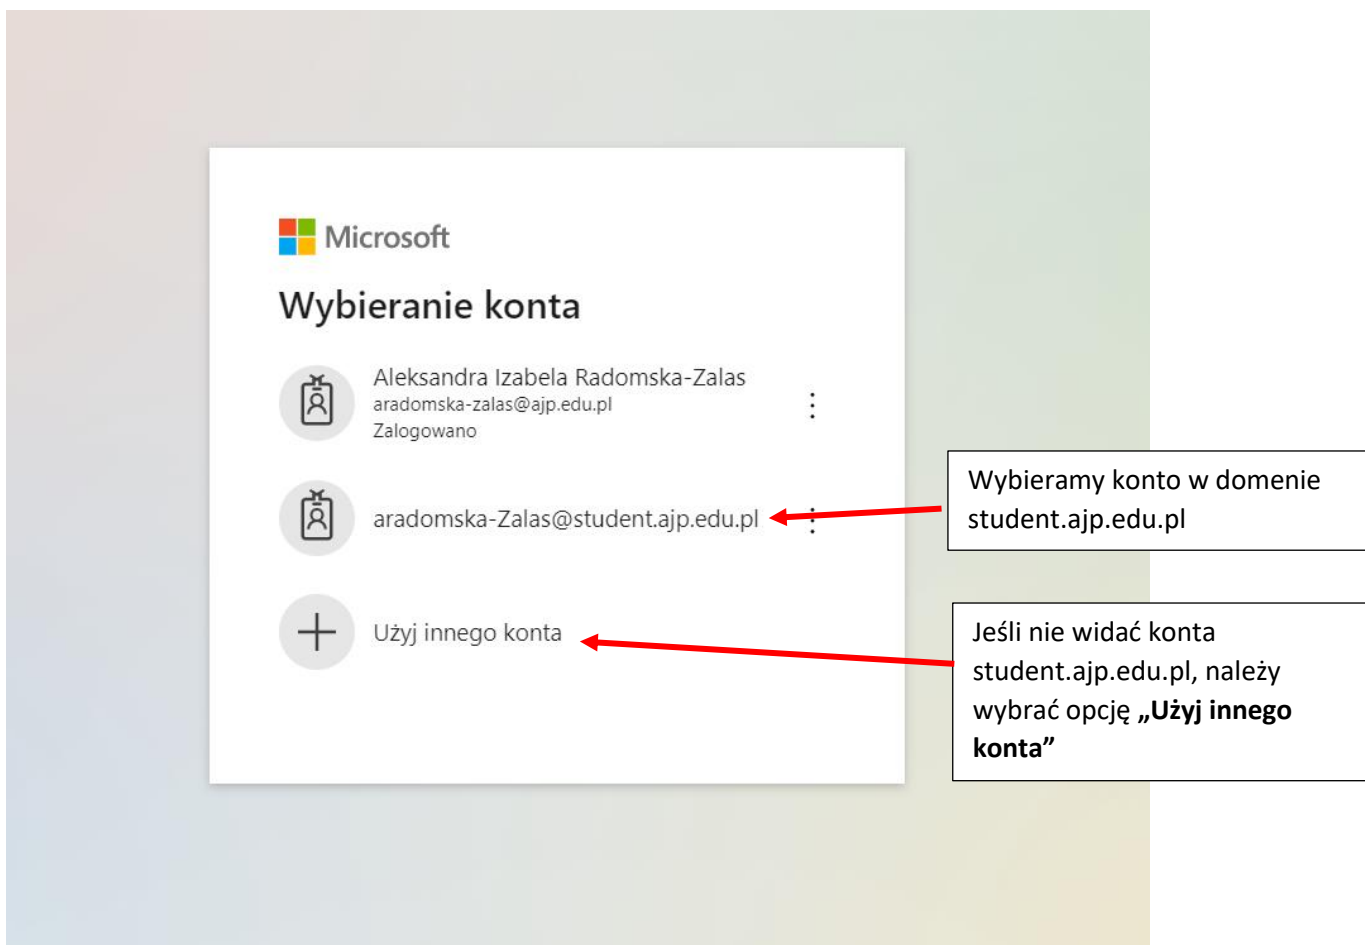 Microsoft
Wybieranie konta
Aleksandra Izabela Radomska-Zalas
aradomska-zalas@ajp.edu.pl
Zalogowano
aradomska-Zalas@student.ajp.edu.pl
Użyj innego konta
Wybieramy konto w domenie
student.ajp.edu.pl
Jeśli nie widać konta
student.ajp.edu.pl, należy
wybrać opcję „Użyj innego
konta”